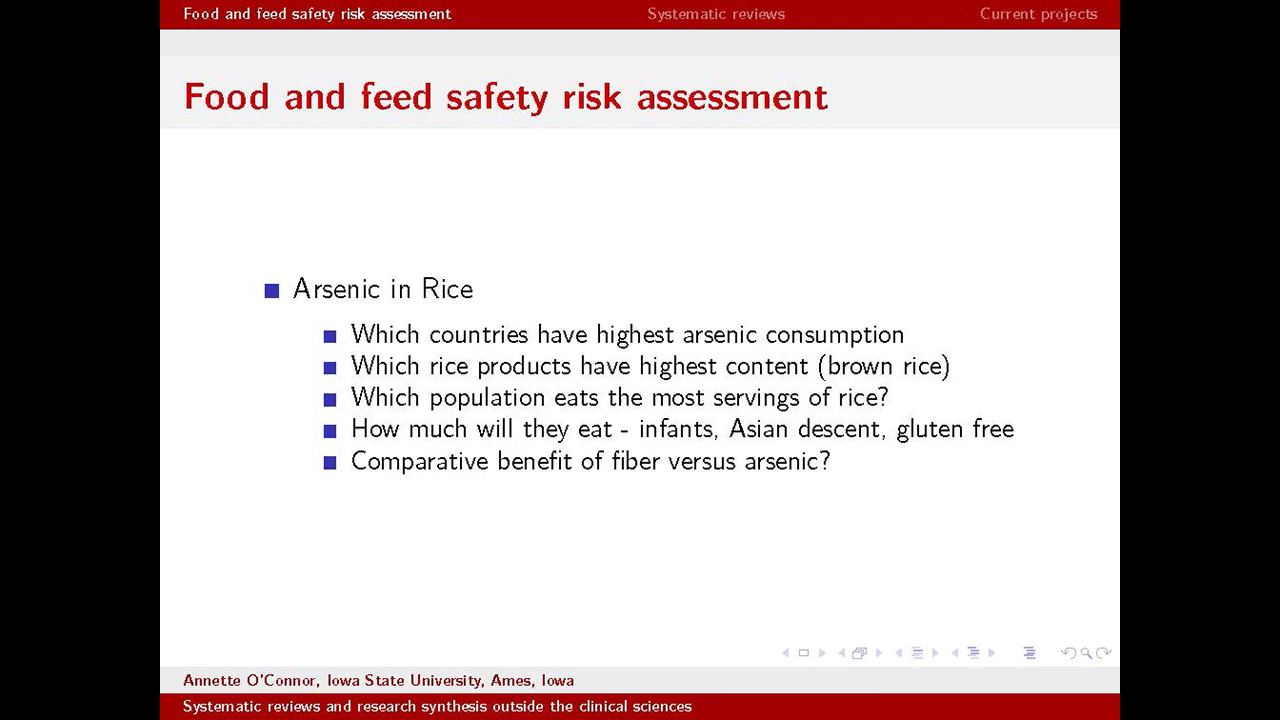 Food and feed safety risk assessment Systematic reviews Current projects
Food and feed safety risk assessment
Arsenic in Rice
Which countries have highest arsenic consumption
Which rice products have highest content (brown rice)
Which population eats the most servings of rice?
How much will they eat - infants, Asian descent, gluten free
Comparative benefit of fiber versus arsenic?
Annette O'Connor, Iowa State University, Ames, Iowa
Systematic reviews and research synthesis outside the clinical sciences